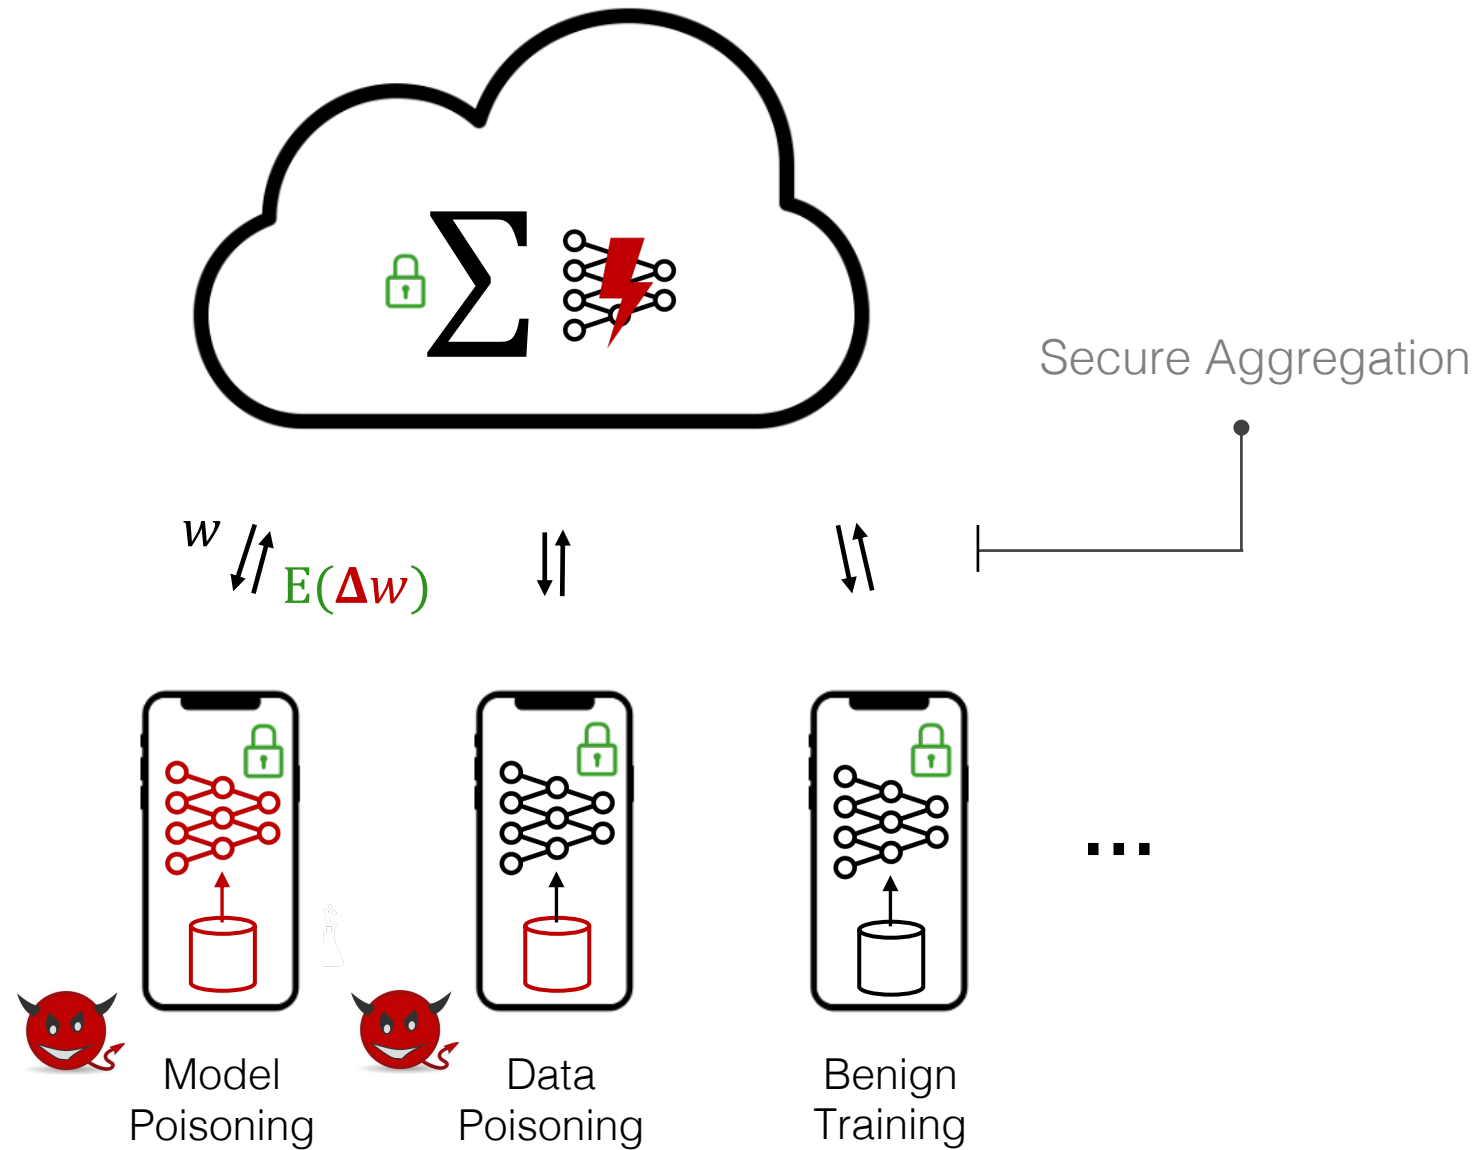 Σ
Secure Aggregation
w
E(Δw)
...
Model
Poisoning
Data
Poisoning
Benign
Training